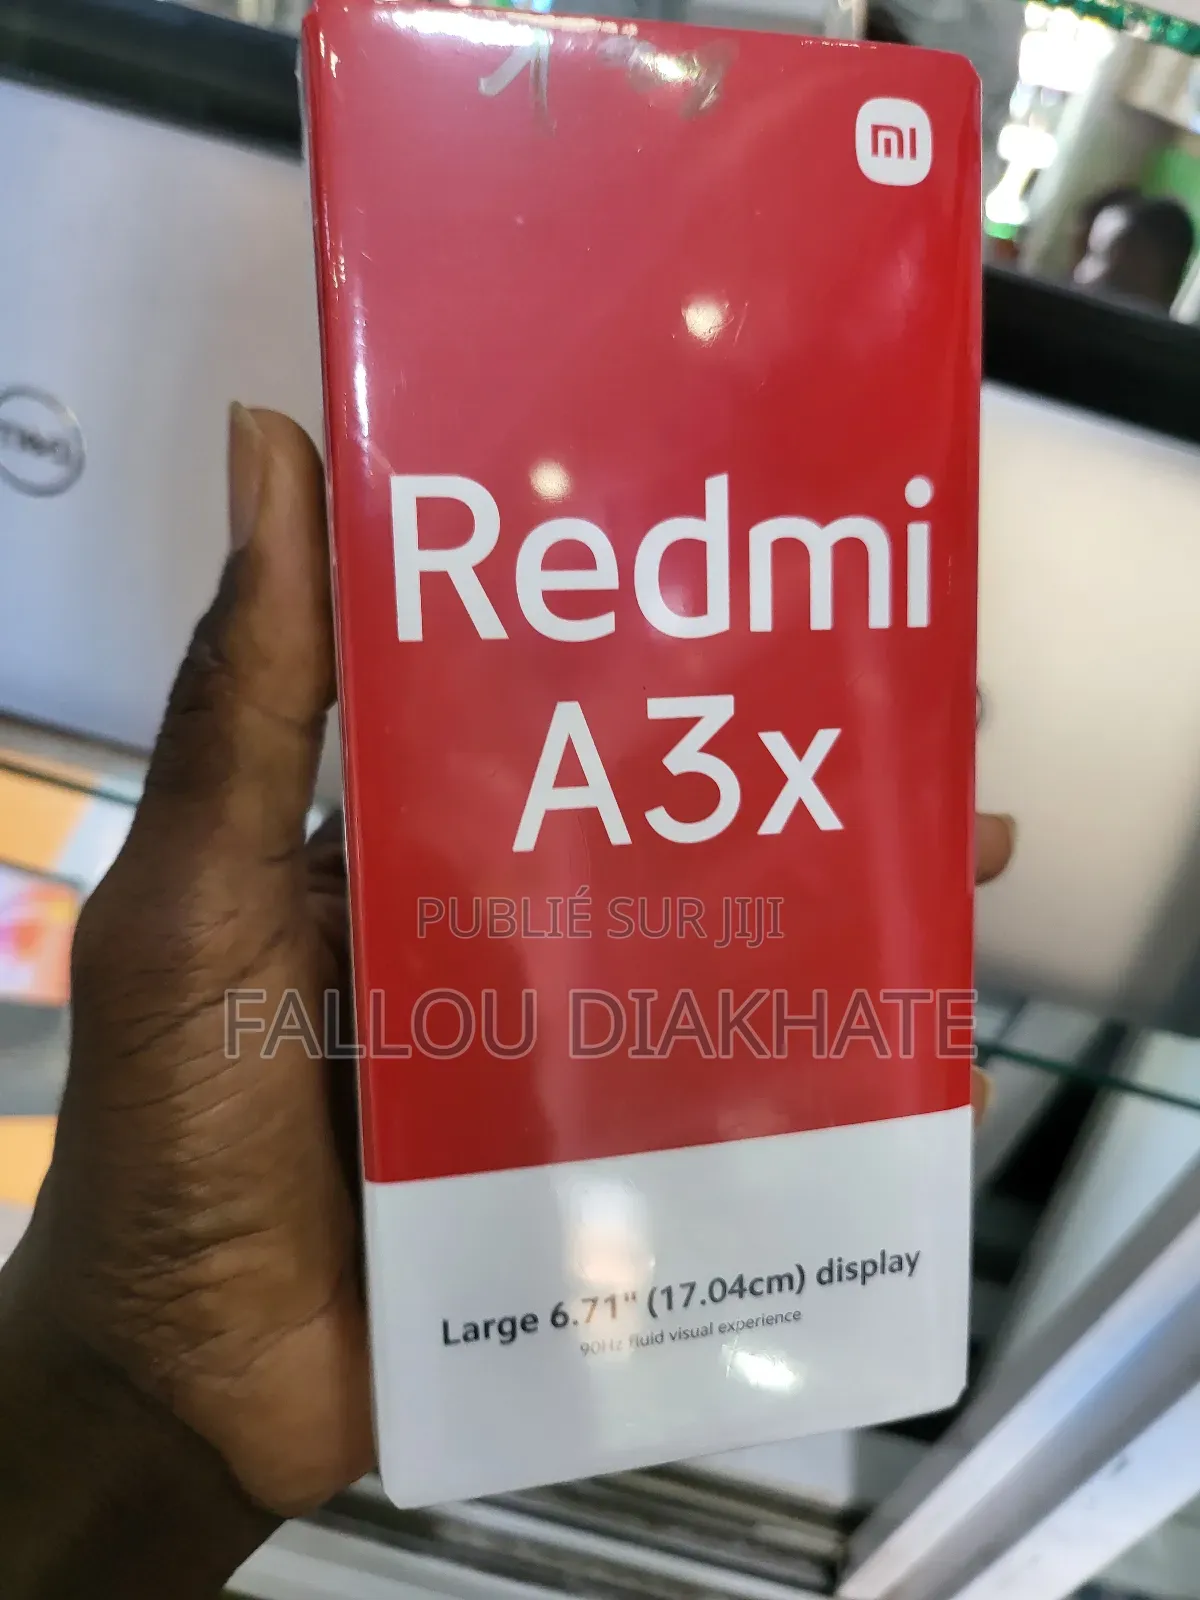 mi
Redmi
A3x
PUBLIÉ SUR JIJI
FALLOU DIAKHATE
Large 6.71" (17.04cm) display
90Hz fluid visual experience